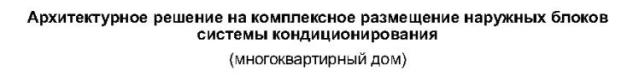 Архитектурное решение на комплексное размещение наружных блоков
системы кондиционирования
(многоквартирный дом)